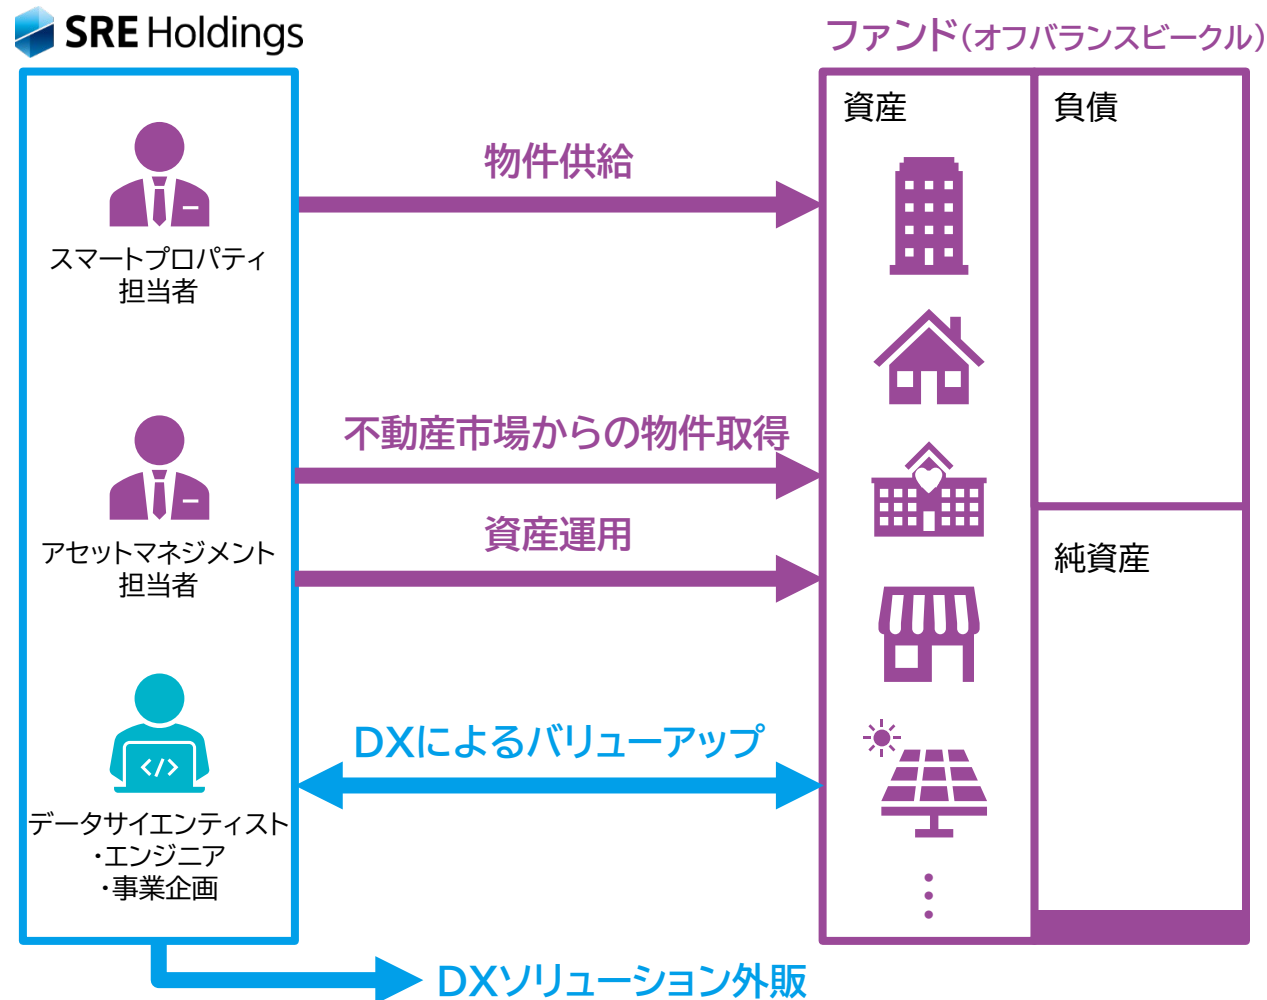 SRE Holdings
ファンド(オフバランスビークル)
スマートプロパティ
担当者
アセットマネジメント
担当者
データサイエンティスト
・エンジニア
・事業企画
物件供給
不動産市場からの物件取得
資産運用
DXによるバリューアップ
DXソリューション外販
資産
負債
純資産